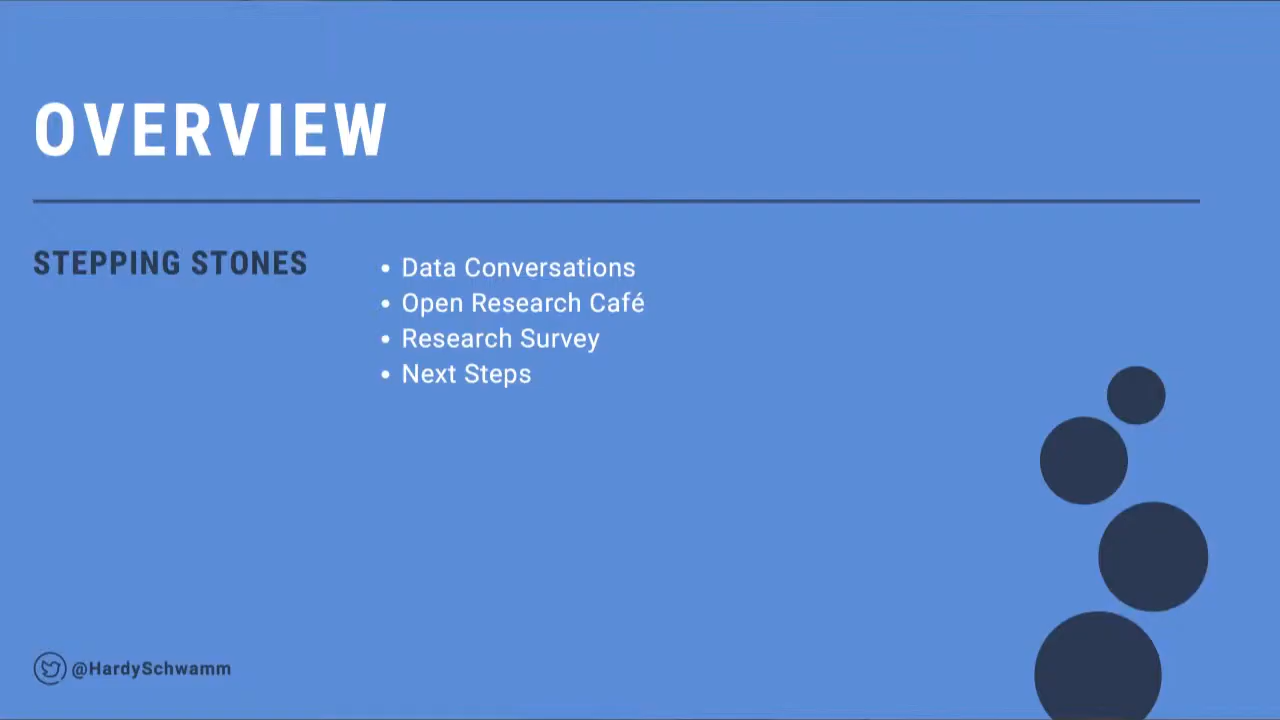 OVERVIEW
STEPPING STONES
• Data Conversations
• Open Research Café
• Research Survey
• Next Steps
@HardySchwamm